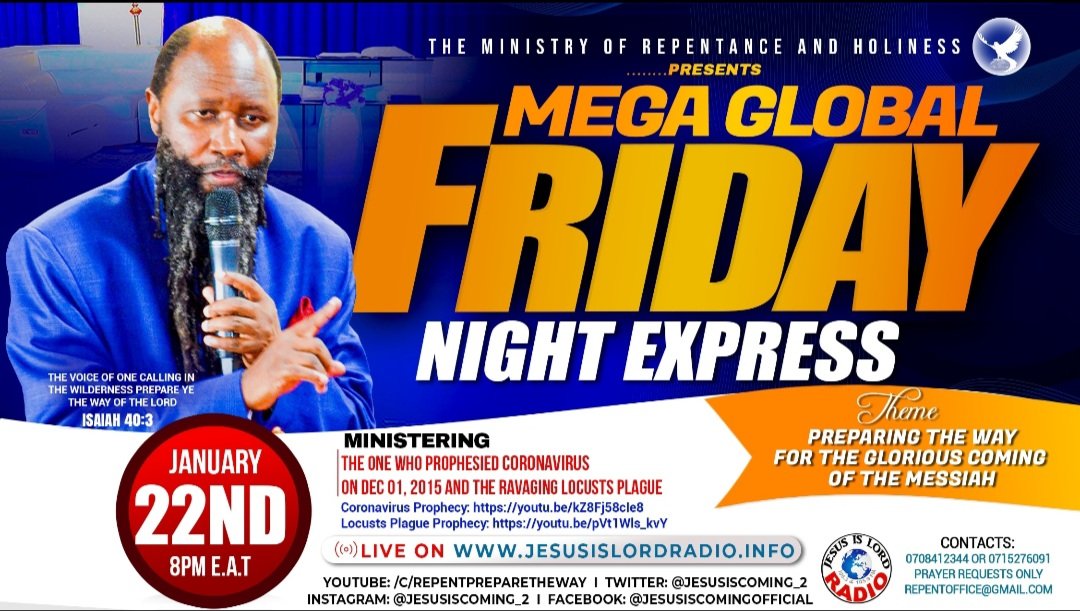 THE MINISTRY OF REPENTANCE AND HOLINESS
........PRESENTS
MEGA GLOBAL
FRIDAY
NIGHT EXPRESS
THE VOICE OF ONE CALLING IN
THE WILDERNESS PREPARE YE
THE WAY OF THE LORD
ISAIAH 40:3
Theme
PREPARING THE WAY
FOR THE GLORIOUS COMING
OF THE MESSIAH
JANUARY
22ND
8PM E.A.T
MINISTERING
THE ONE WHO PROPHESIED CORONAVIRUS
ON DEC 01, 2015 AND THE RAVAGING LOCUSTS PLAGUE
Coronavirus Prophecy: https://youtu.be/kZ8Fj58cIe8
Locusts Plague Prophecy: https://youtu.be/pVt1WIs_kvY
LIVE ON WWW.JESUSISLORDRADIO.INFO
YOUTUBE: /C/REPENTPREPARETHEWAY I TWITTER: @JESUSISCOMING_2
INSTAGRAM: @JESUSISCOMING_2 I FACEBOOK: @JESUSISCOMINGOFFICIAL
JESUS IS LORD
RADIO
CONTACTS:
0708412344 OR 0715276091
PRAYER REQUESTS ONLY
REPENTOFFICE@GMAIL.COM